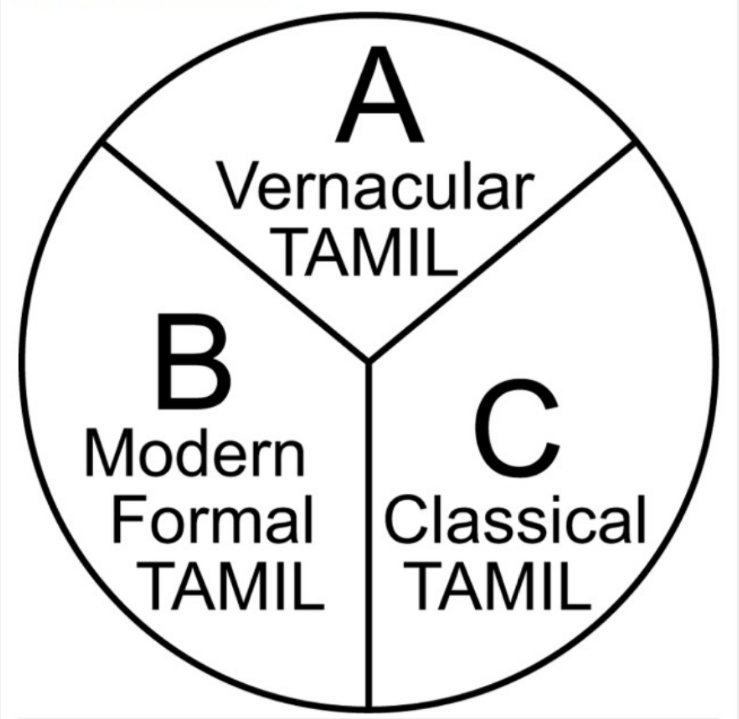 A
Vernacular
TAMIL
B
Modern
Formal
TAMIL
C
Classical
TAMIL